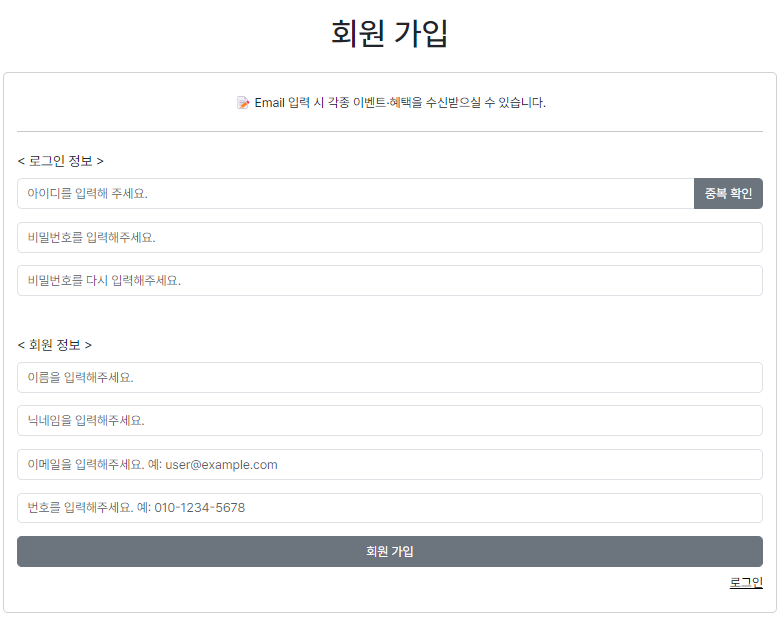 회원 가입
📝 Email 입력 시 각종 이벤트·혜택을 수신받으실 수 있습니다.
< 로그인 정보 >
아이디를 입력해 주세요. 중복 확인
비밀번호를 입력해주세요.
비밀번호를 다시 입력해주세요.
< 회원 정보 >
이름을 입력해주세요.
닉네임을 입력해주세요.
이메일을 입력해주세요. 예: user@example.com
번호를 입력해주세요. 예: 010-1234-5678
회원 가입
로그인